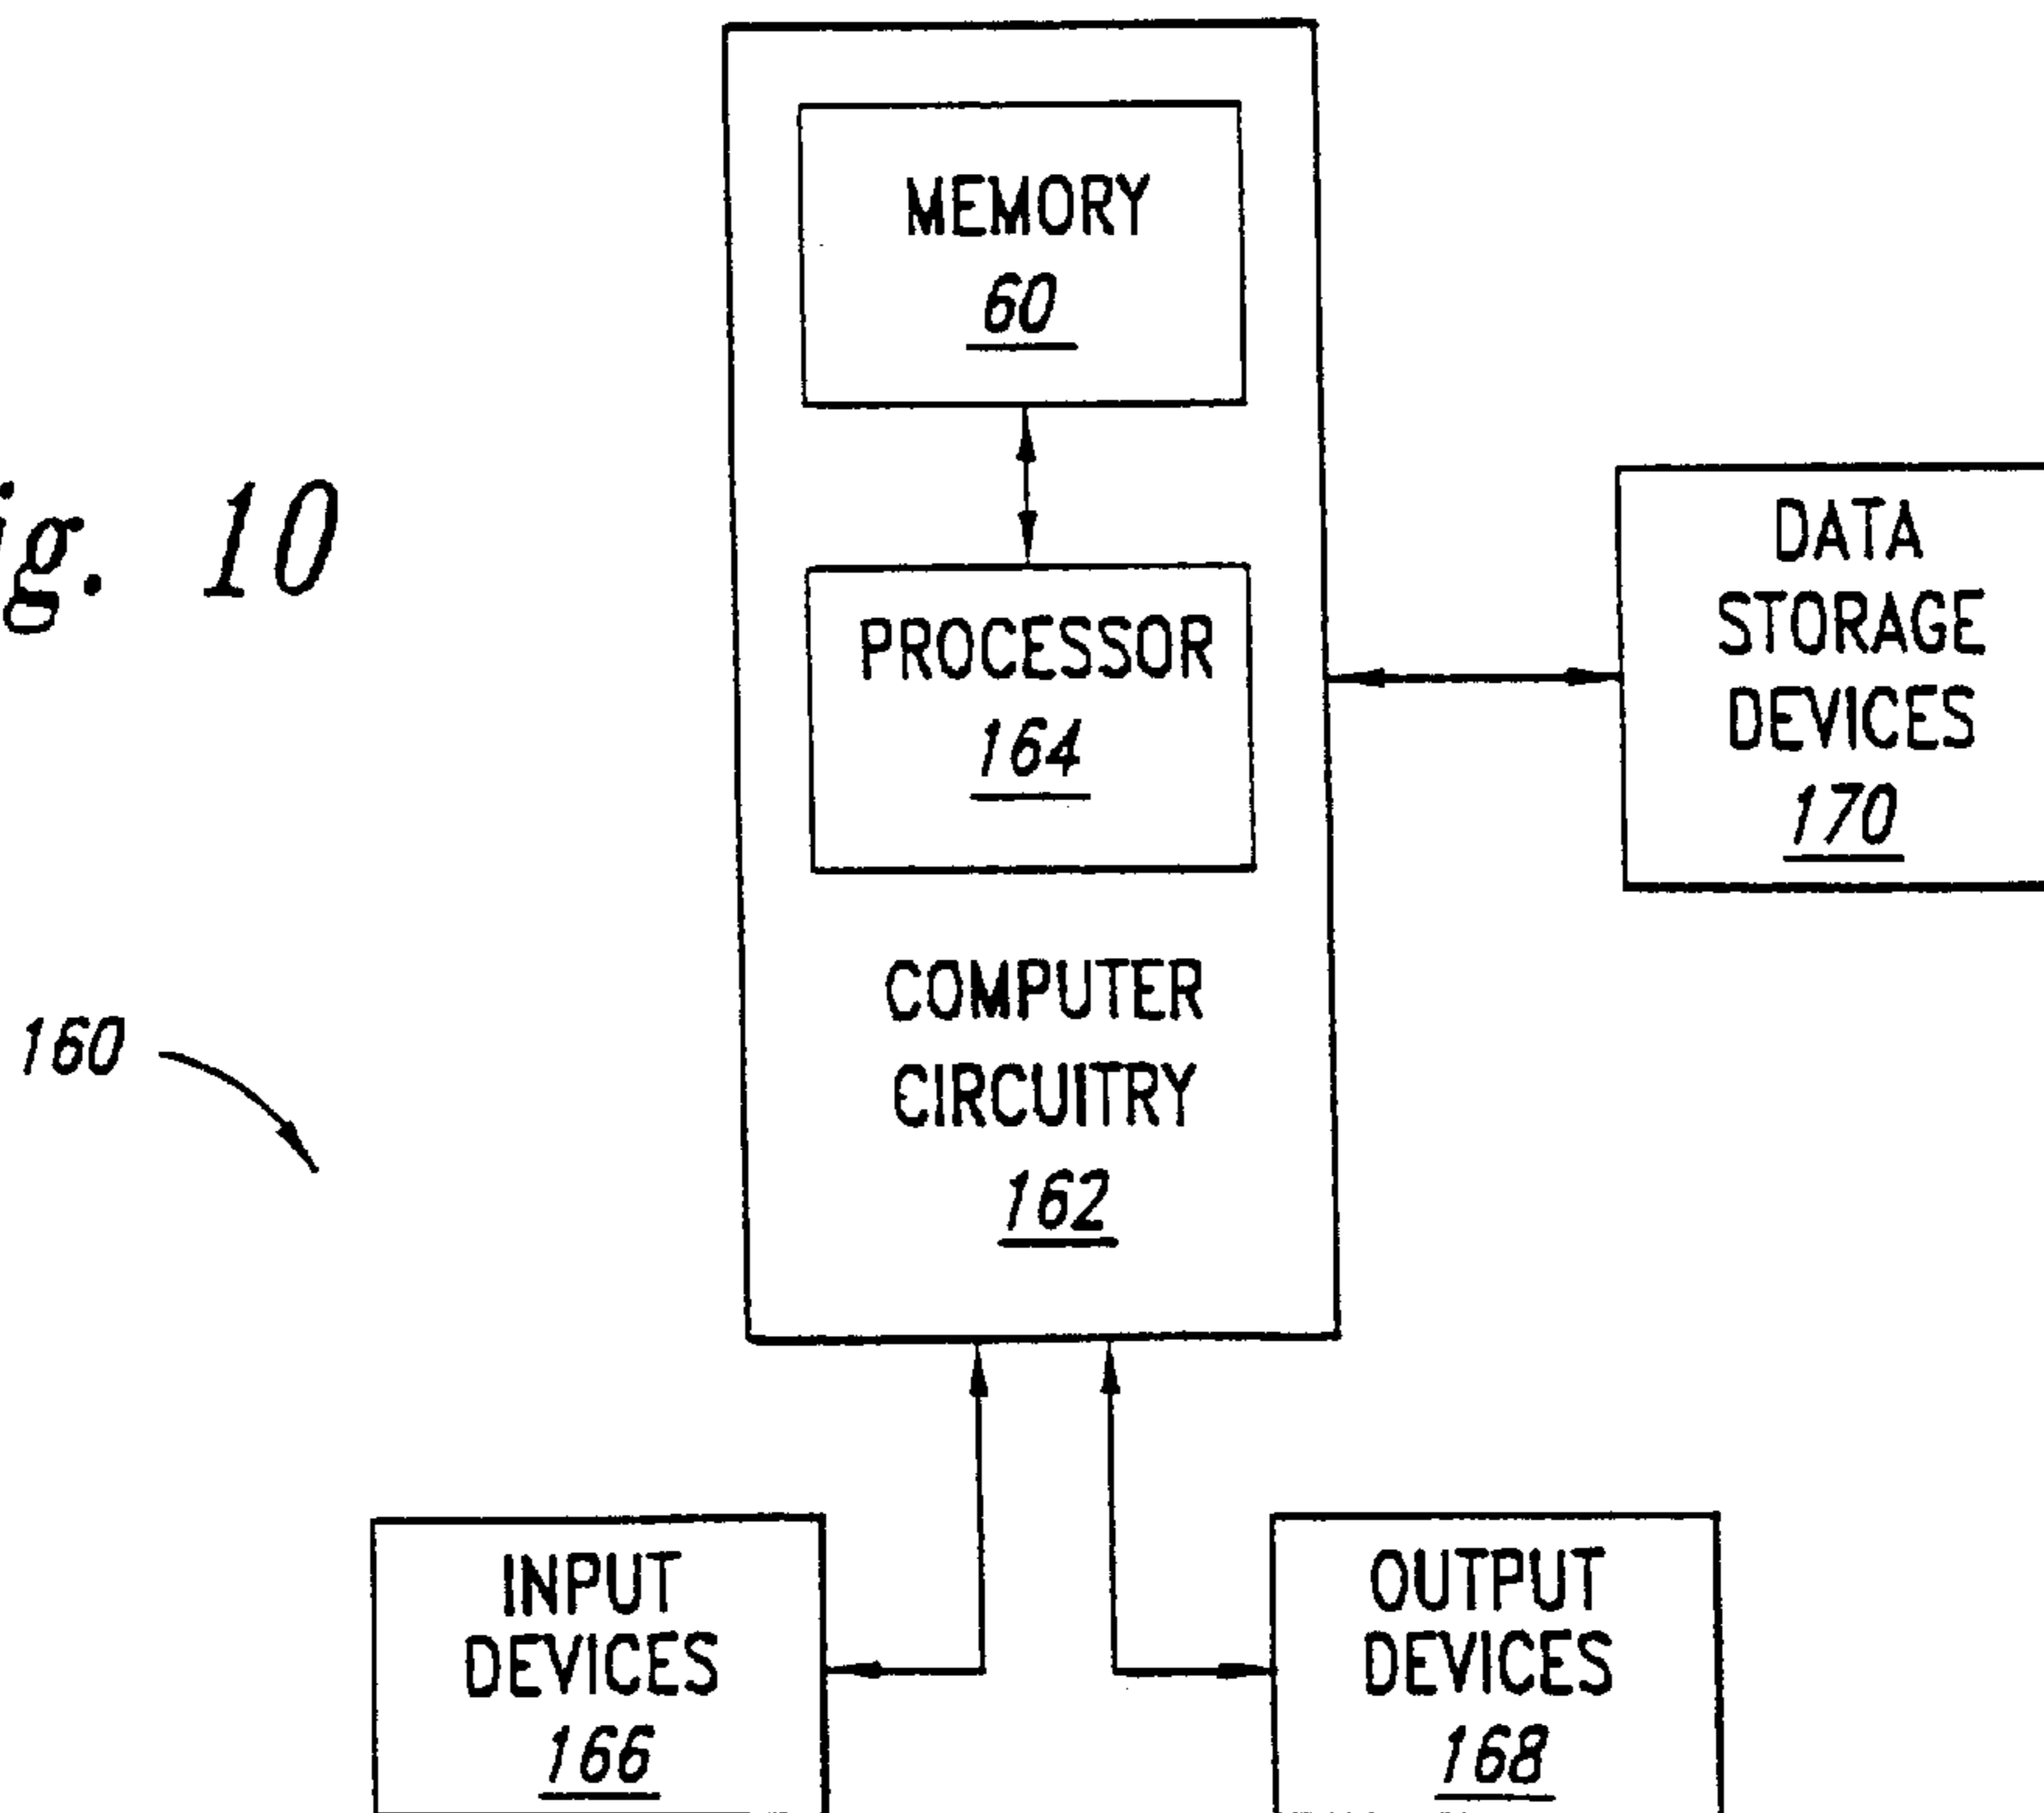 MEMORY
60
ig. 10
PROCESSOR
164
DATA
STORAGE
DEVICES
170
COMPUTER
CIRCUITRY
162
160
INPUT
DEVICES
166
OUTPUT
DEVICES
168